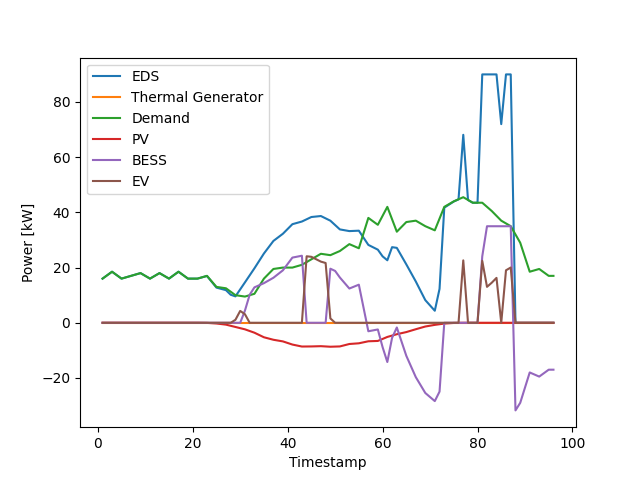 EDS
Thermal Generator
Demand
PV
BESS
EV
80
60
40
20
0
−20
Power [kW]
0 20 40 60 80 100
Timestamp